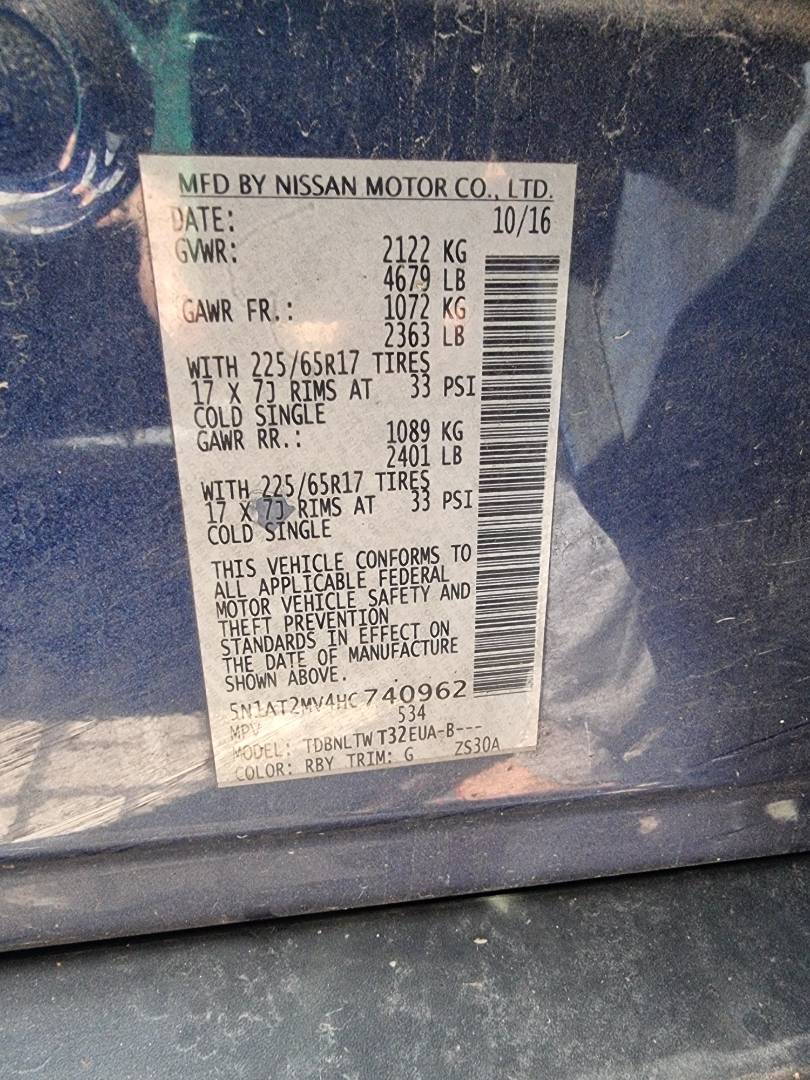 MFD BY NISSAN MOTOR CO., LTD.
DATE: 10/16
GVWR: 2122 KG
4679 LB
GAWR FR.: 1072 KG
2363 LB
WITH 225/65R17 TIRES
17 X 7J RIMS AT 33 PSI
COLD SINGLE
GAWR RR.: 1089 KG
2401 LB
WITH 225/65R17 TIRES
17 X 7J RIMS AT 33 PSI
COLD SINGLE
THIS VEHICLE CONFORMS TO
ALL APPLICABLE FEDERAL
MOTOR VEHICLE SAFETY AND
THEFT PREVENTION
STANDARDS IN EFFECT ON
THE DATE OF MANUFACTURE
SHOWN ABOVE.
5N1AT2MV4HC740962
MPV 534
MODEL: TDBNLTW T32EUA-B---
COLOR: RBY TRIM: G ZS30A